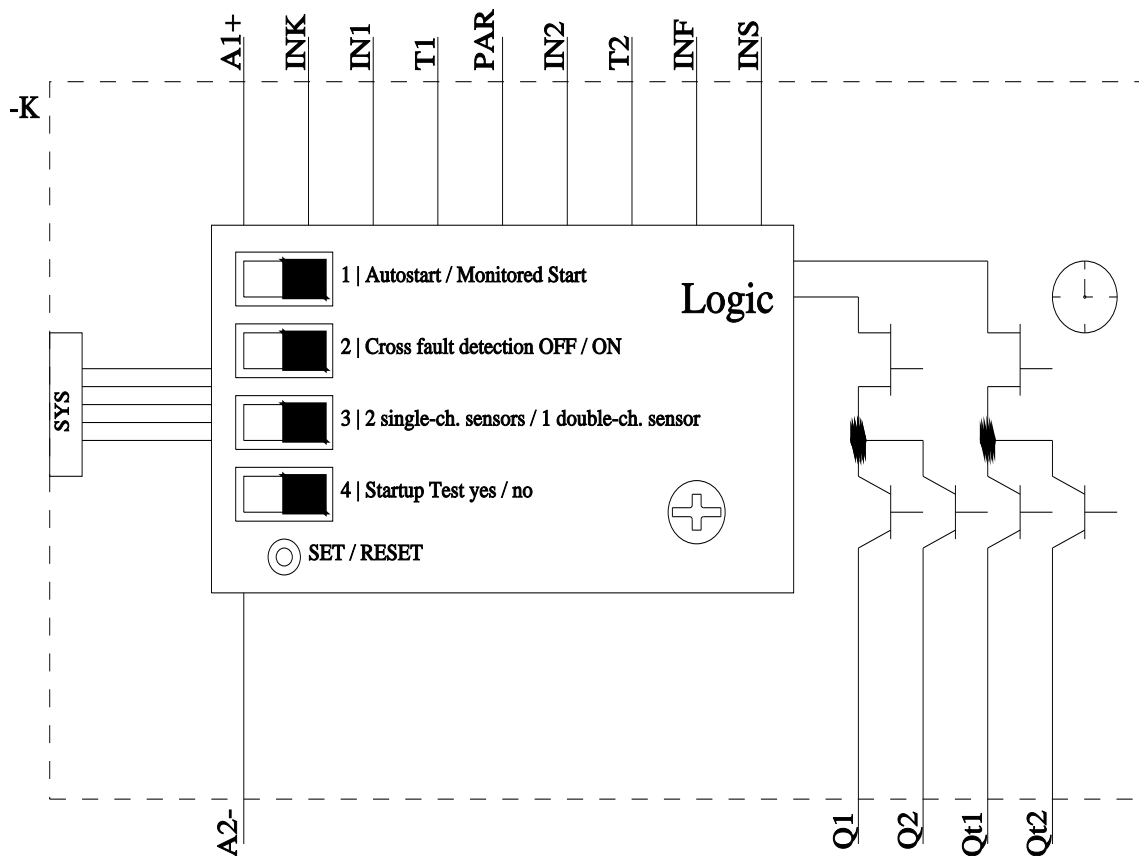 A1+
INK
IN1
T1
PAR
IN2
T2
INF
INS
-K
1 | Autostart / Monitored Start
Logic
2 | Cross fault detection OFF / ON
SYS
3 | 2 single-ch. sensors / 1 double-ch. sensor
4 | Startup Test yes / no
SET / RESET
A2-
Q1
Q2
Qt1
Qt2